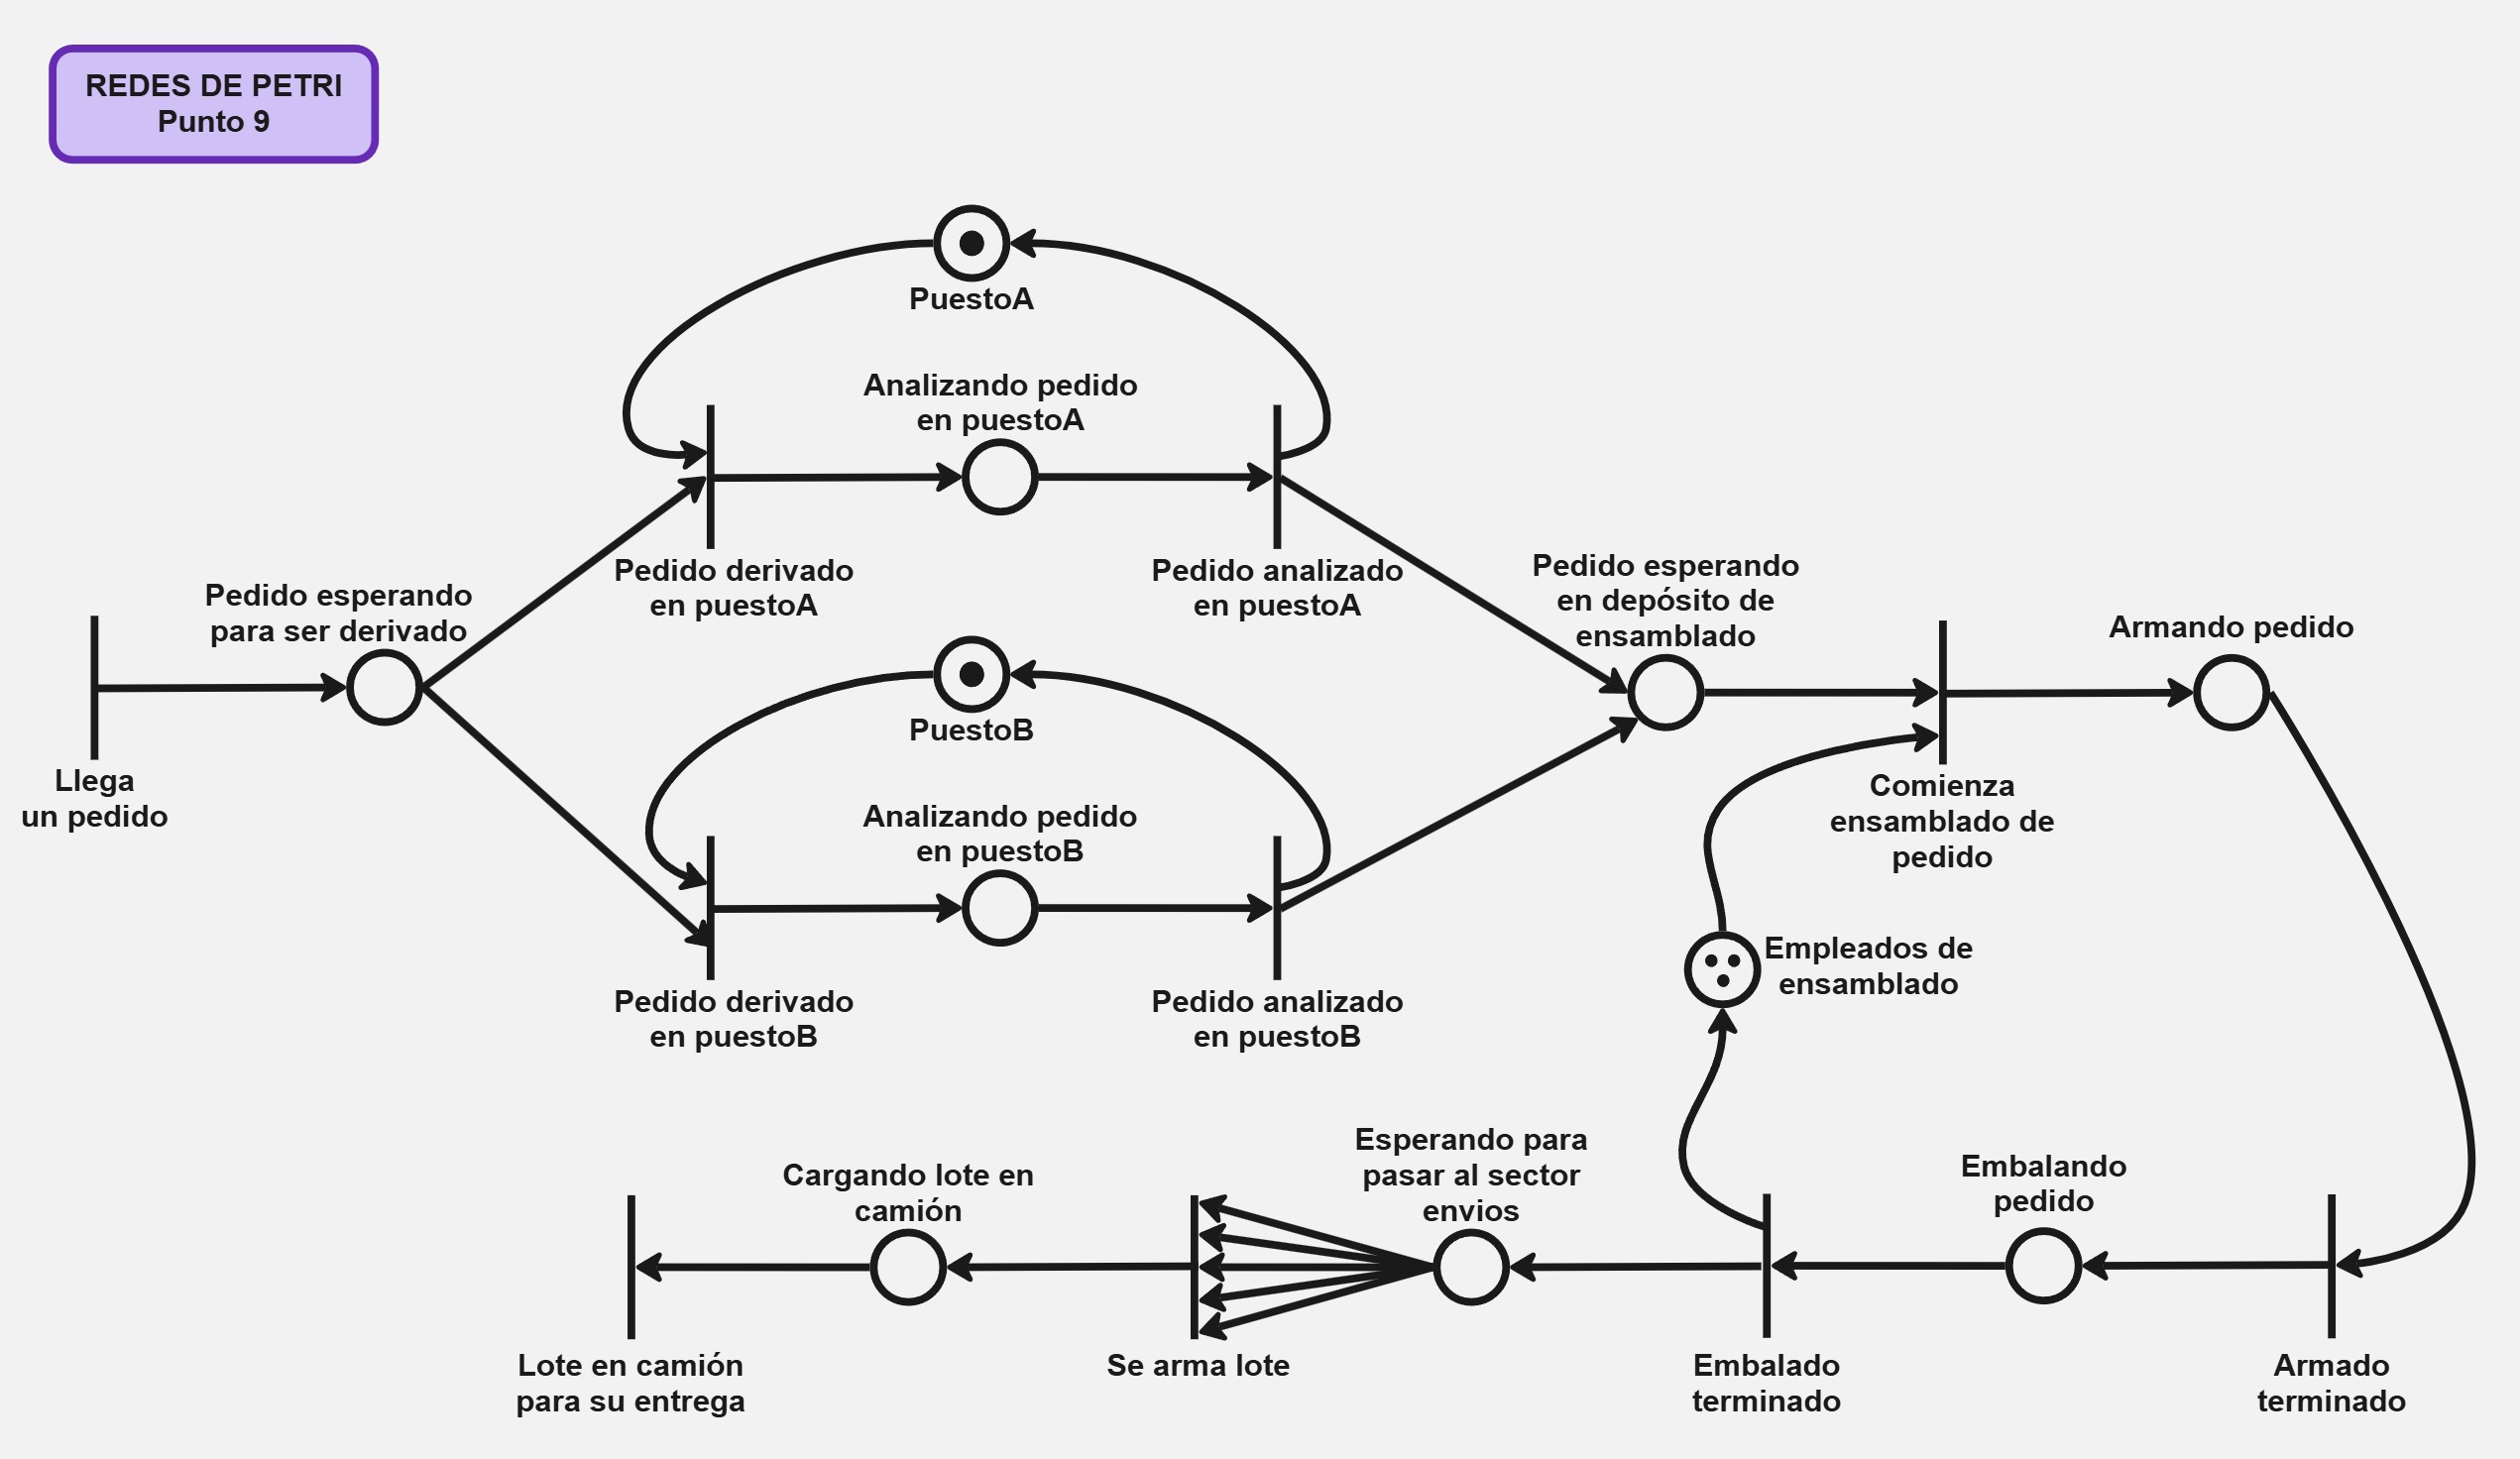 REDES DE PETRI
Punto 9
PuestoA
Analizando pedido
en puestoA
Pedido derivado
en puestoA
Pedido analizado
en puestoA
Pedido esperando
para ser derivado
Llega
un pedido
PuestoB
Analizando pedido
en puestoB
Pedido derivado
en puestoB
Pedido analizado
en puestoB
Pedido esperando
en depósito de
ensamblado
Comienza
ensamblado de
pedido
Armando pedido
Empleados de
ensamblado
Armado
terminado
Embalando
pedido
Embalado
terminado
Esperando para
pasar al sector
envios
Se arma lote
Cargando lote en
camión
Lote en camión
para su entrega